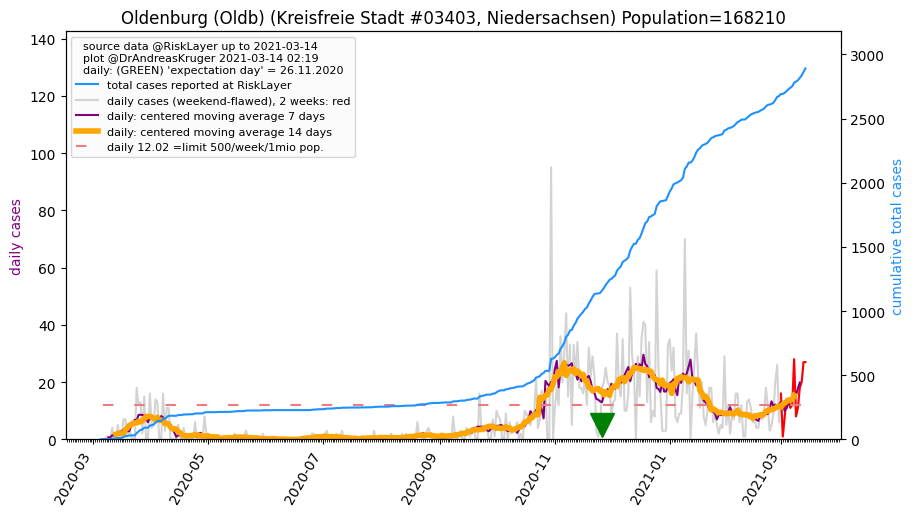 Oldenburg (Oldb) (Kreisfreie Stadt #03403, Niedersachsen) Population=168210
source data @RiskLayer up to 2021-03-14
plot @DrAndreasKruger 2021-03-14 02:19
daily: (GREEN) 'expectation day' = 26.11.2020
total cases reported at RiskLayer
daily cases (weekend-flawed), 2 weeks: red
daily: centered moving average 7 days
daily: centered moving average 14 days
daily 12.02 =limit 500/week/1mio pop.
daily cases
140
120
100
80
60
40
20
0
cumulative total cases
3000
2500
2000
1500
1000
500
0
2020-03
2020-05
2020-07
2020-09
2020-11
2021-01
2021-03